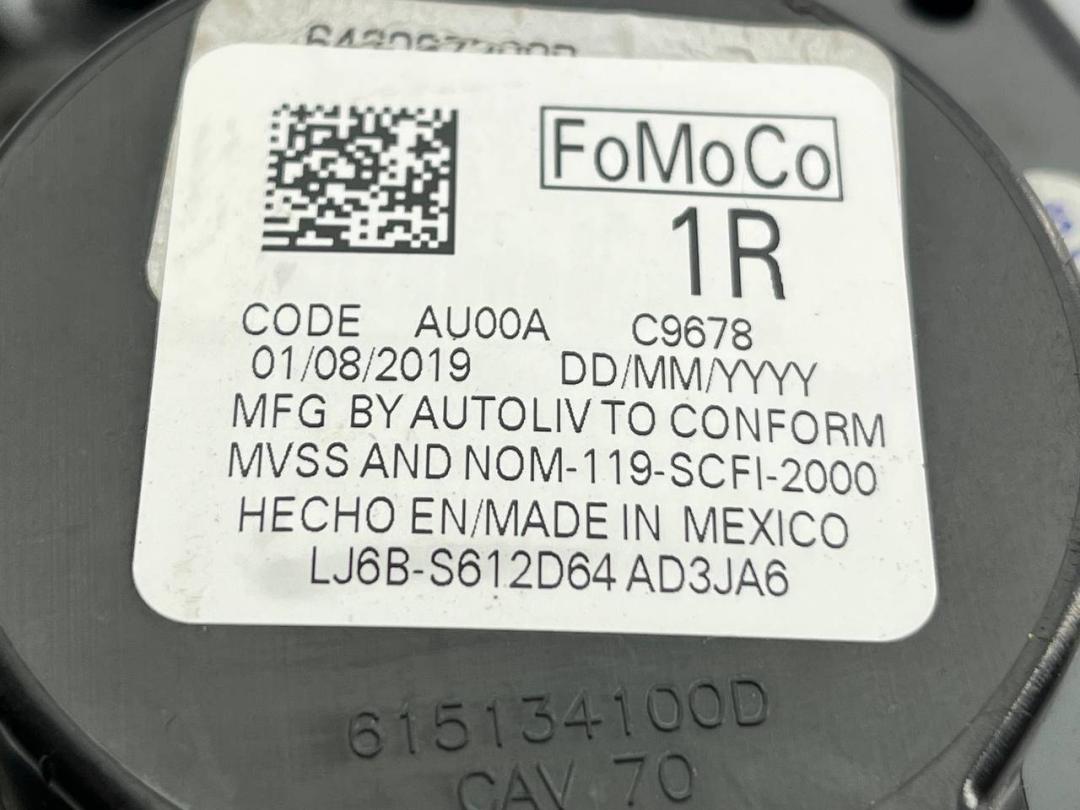 FoMoCo
1R
CODE AU00A C9678
01/08/2019 DD/MM/YYYY
MFG BY AUTOLIV TO CONFORM
MVSS AND NOM-119-SCFI-2000
HECHO EN/MADE IN MEXICO
LJ6B-S612D64 AD3JA6
615134100D
CAV 70